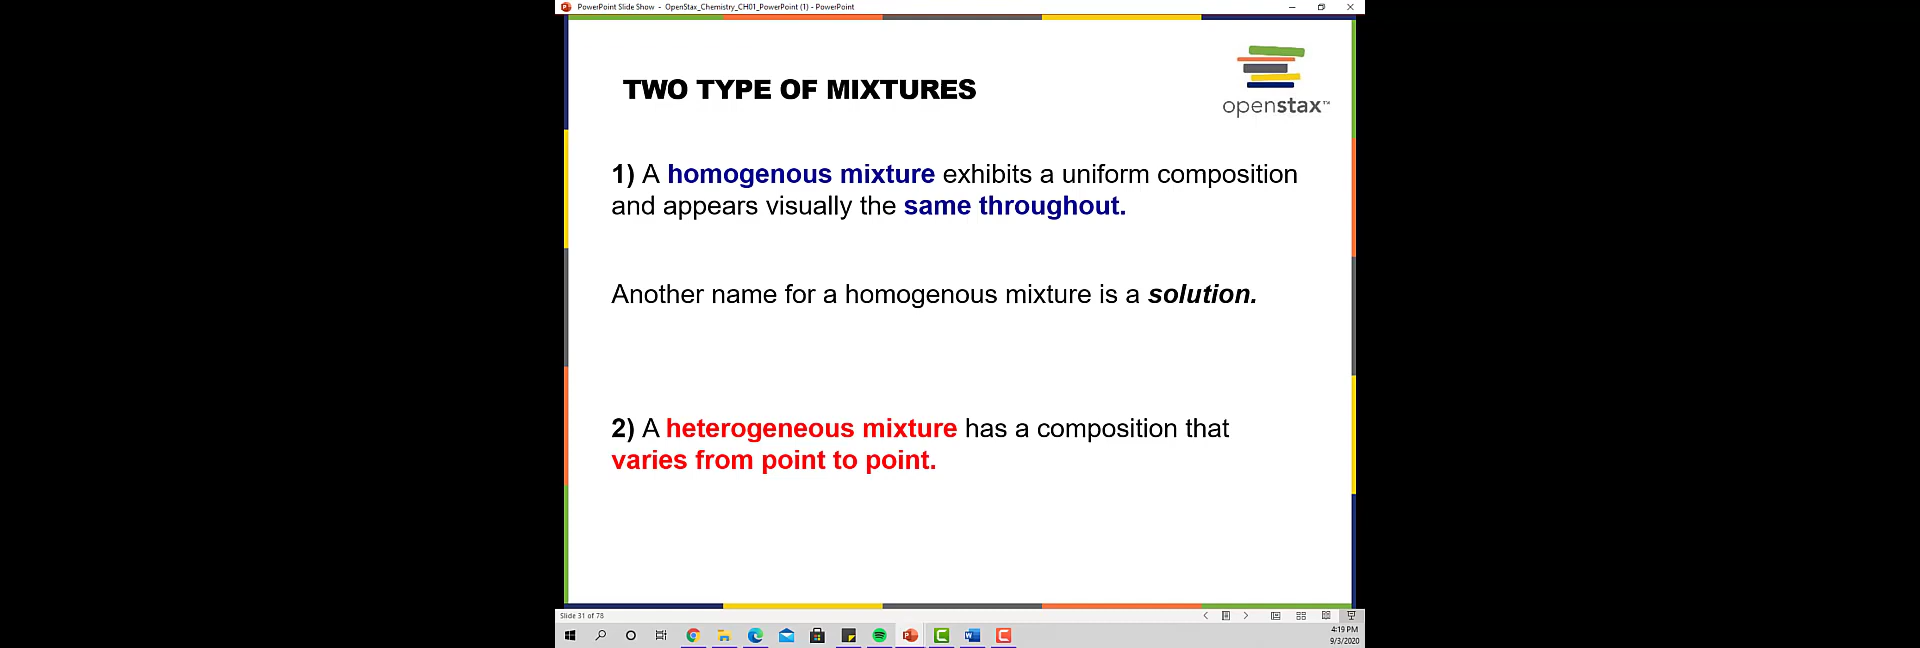 PowerPoint Slide Show - OpenStax_Chemistry_CH01_PowerPoint (1) - PowerPoint
TWO TYPE OF MIXTURES
openstax™
1) A homogenous mixture exhibits a uniform composition
and appears visually the same throughout.
Another name for a homogenous mixture is a solution.
2) A heterogeneous mixture has a composition that
varies from point to point.
Slide 31 of 78
4:19 PM
9/3/2020